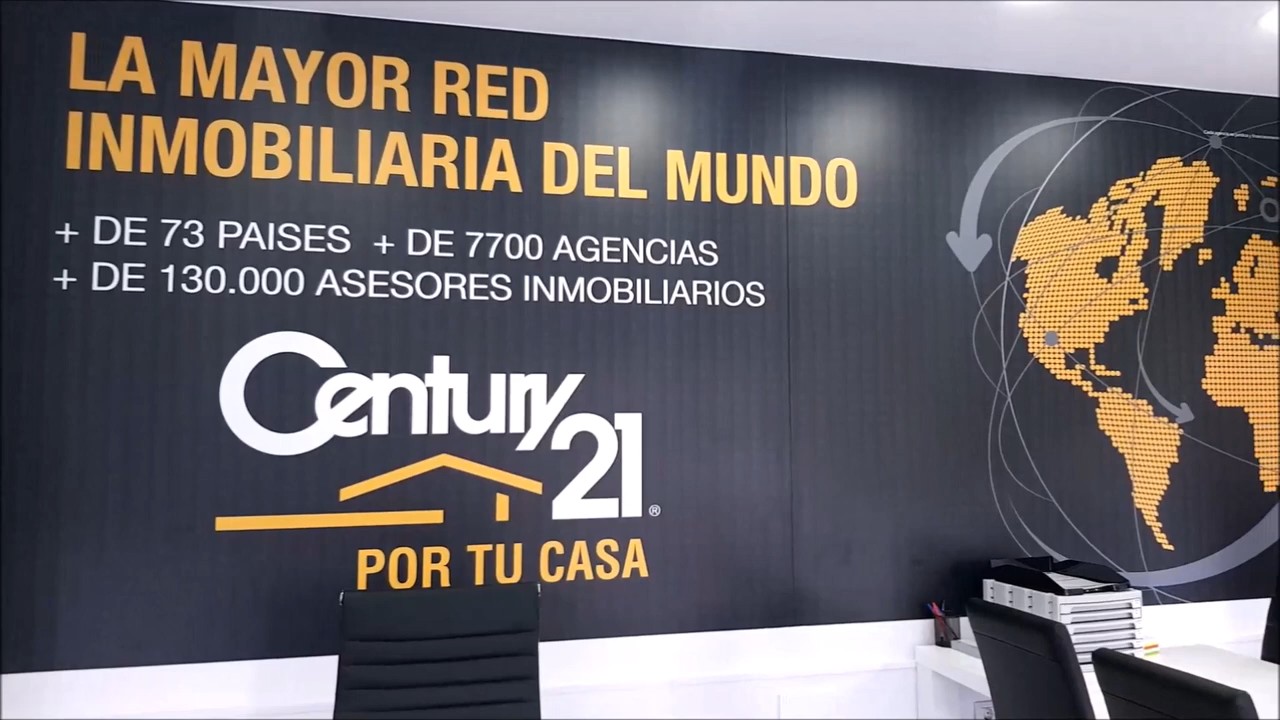 LA MAYOR RED
INMOBILIARIA DEL MUNDO
+ DE 73 PAISES + DE 7700 AGENCIAS
+ DE 130.000 ASESORES INMOBILIARIOS
Century
21®
POR TU CASA